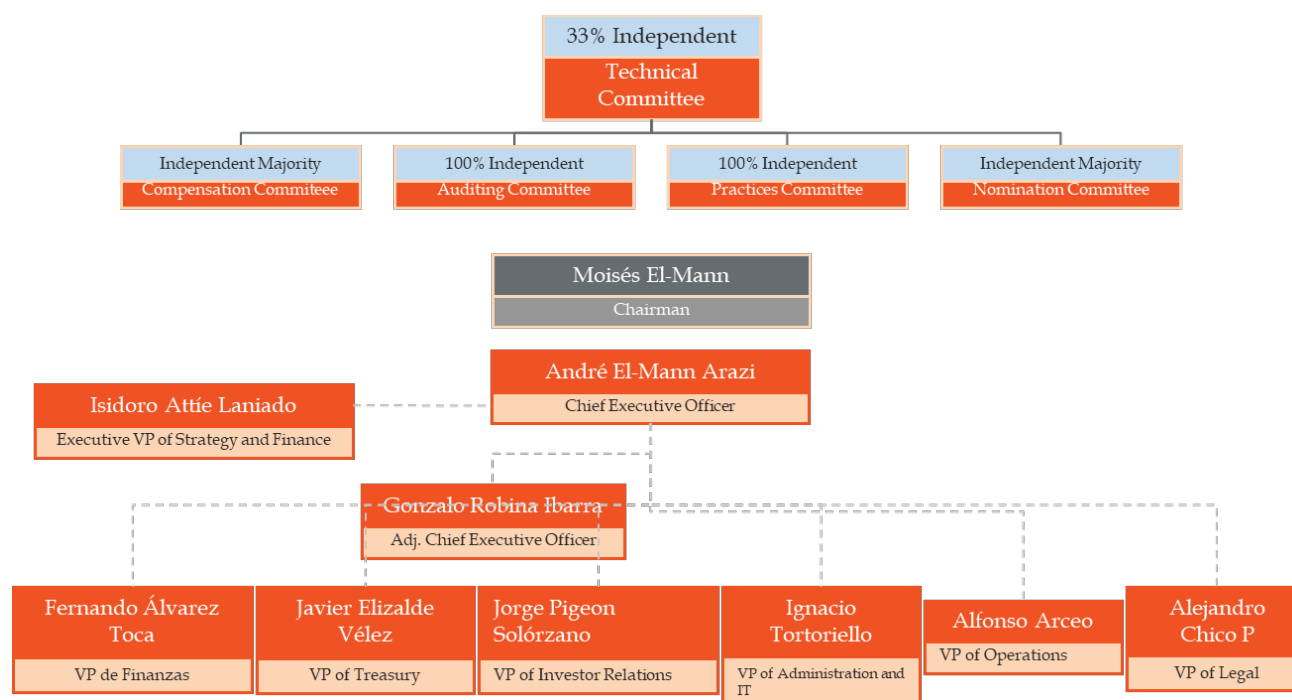 33% Independent
Technical
Committee
Independent Majority
Compensation Commiteee
100% Independent
Auditing Committee
100% Independent
Practices Committee
Independent Majority
Nomination Committee
Moisés El-Mann
Chairman
André El-Mann Arazi
Chief Executive Officer
Isidoro Attíe Laniado
Executive VP of Strategy and Finance
Gonzalo Robina Ibarra
Adj. Chief Executive Officer
Fernando Álvarez
Toca
VP de Finanzas
Javier Elizalde
Vélez
VP of Treasury
Jorge Pigeon
Solórzano
VP of Investor Relations
Ignacio
Tortoriello
VP of Administration and
IT
Alfonso Arceo
VP of Operations
Alejandro
Chico P
VP of Legal